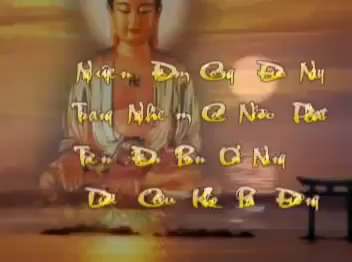 Nguyện Đem Công Đức Này
Trang Nghiêm Cõi Nước Phật
Trên Đền Bốn Ơn Nặng
Dưới Cứu Khổ Ba Đường